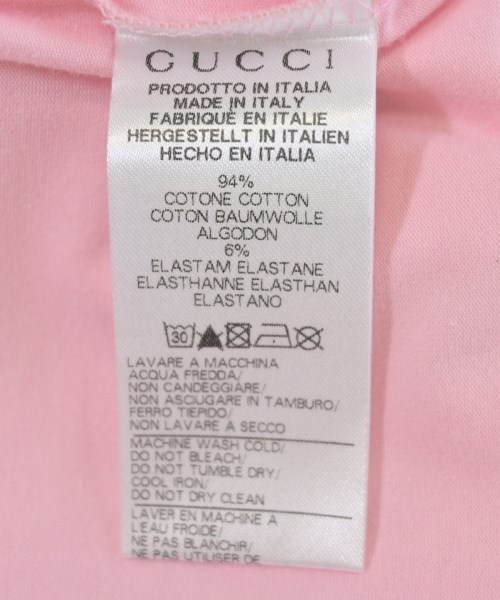 GUCCI
PRODOTTO IN ITALIA
MADE IN ITALY
FABRIQUÉ EN ITALIE
HERGESTELLT IN ITALIEN
HECHO EN ITALIA
94%
COTONE COTTON
COTON BAUMWOLLE
ALGODON
6%
ELASTAM ELASTANE
ELASTHANNE ELASTHAN
ELASTANO
30
LAVARE A MACCHINA
ACQUA FREDDA/
NON CANDEGGIARE/
NON ASCIUGARE IN TAMBURO/
FERRO TIEPIDO/
NON LAVARE A SECCO
MACHINE WASH COLD/
DO NOT BLEACH/
DO NOT TUMBLE DRY/
COOL IRON/
DO NOT DRY CLEAN
LAVER EN MACHINE A
L'EAU FROIDE/
NE PAS BLANCHIR/
NE PAS UTILISER DE